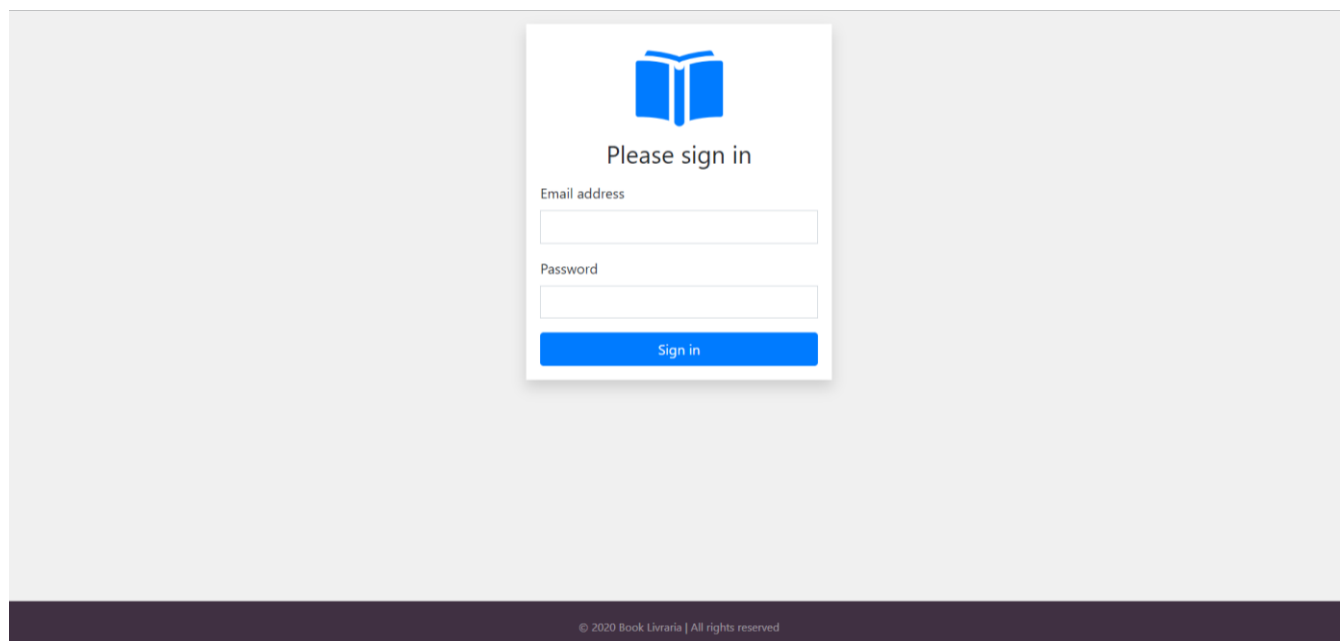 Please sign in
Email address
Password
Sign in
© 2020 Book Livraria | All rights reserved